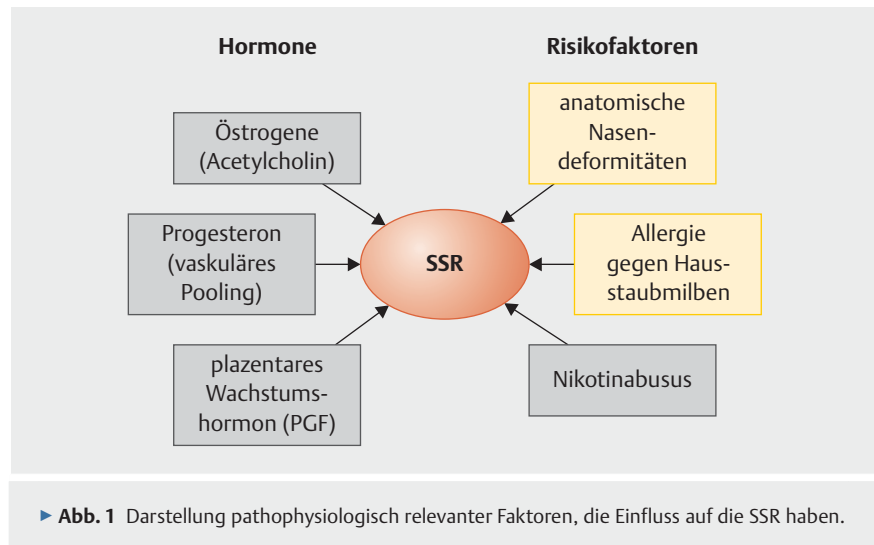 Hormone
Östrogene
(Acetylcholin)
Progesteron
(vaskuläres
Pooling)
plazentares
Wachstums-
hormon (PGF)
SSR
Risikofaktoren
anatomische
Nasen-
deformitäten
Allergie
gegen Haus-
staubmilben
Nikotinabusus
► Abb. 1 Darstellung pathophysiologisch relevanter Faktoren, die Einfluss auf die SSR haben.